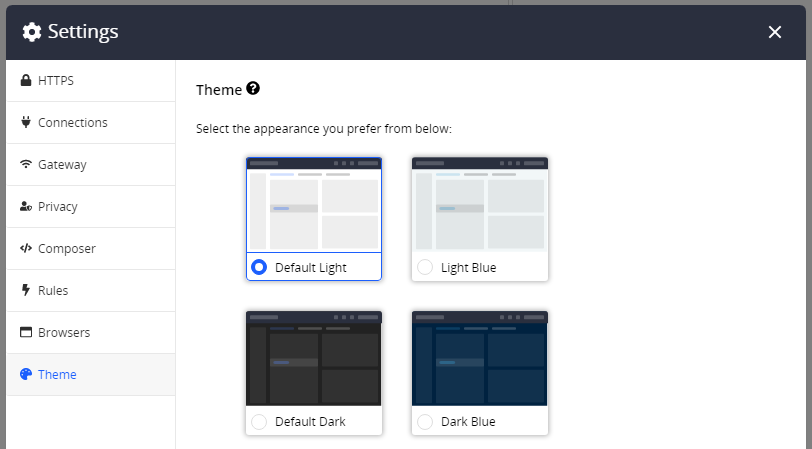 Settings
HTTPS
Connections
Gateway
Privacy
Composer
Rules
Browsers
Theme
Theme
Select the appearance you prefer from below:
Default Light
Light Blue
Default Dark
Dark Blue